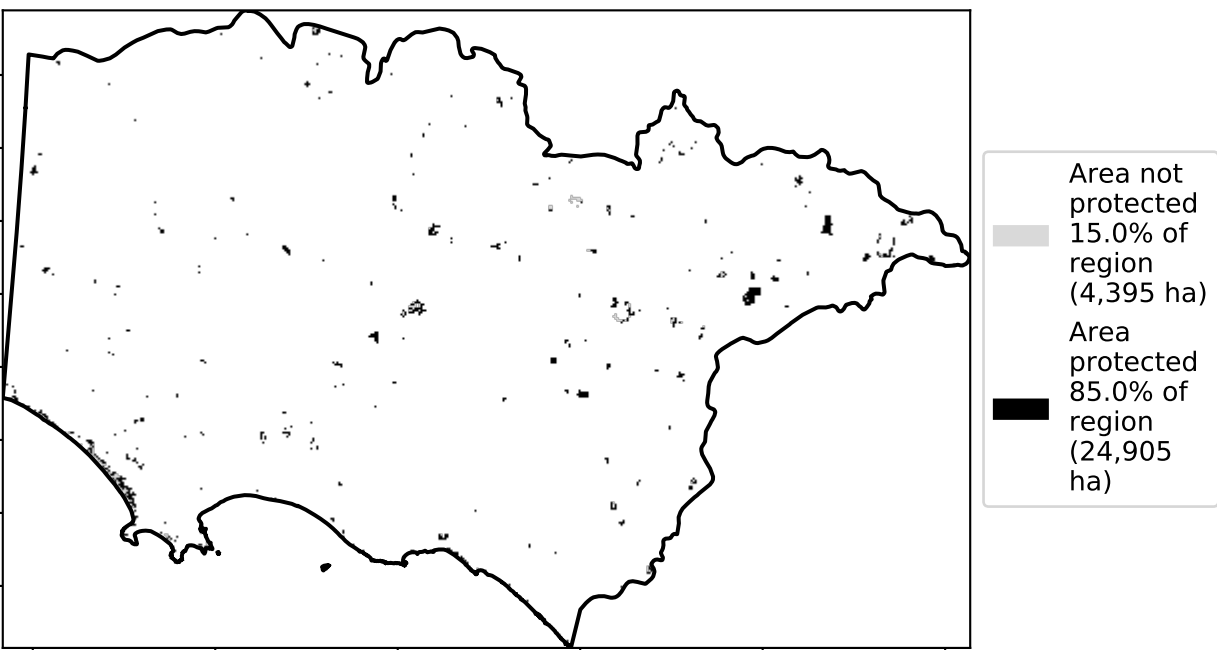 Area not
protected
15.0% of
region
(4,395 ha)
Area
protected
85.0% of
region
(24,905
ha)